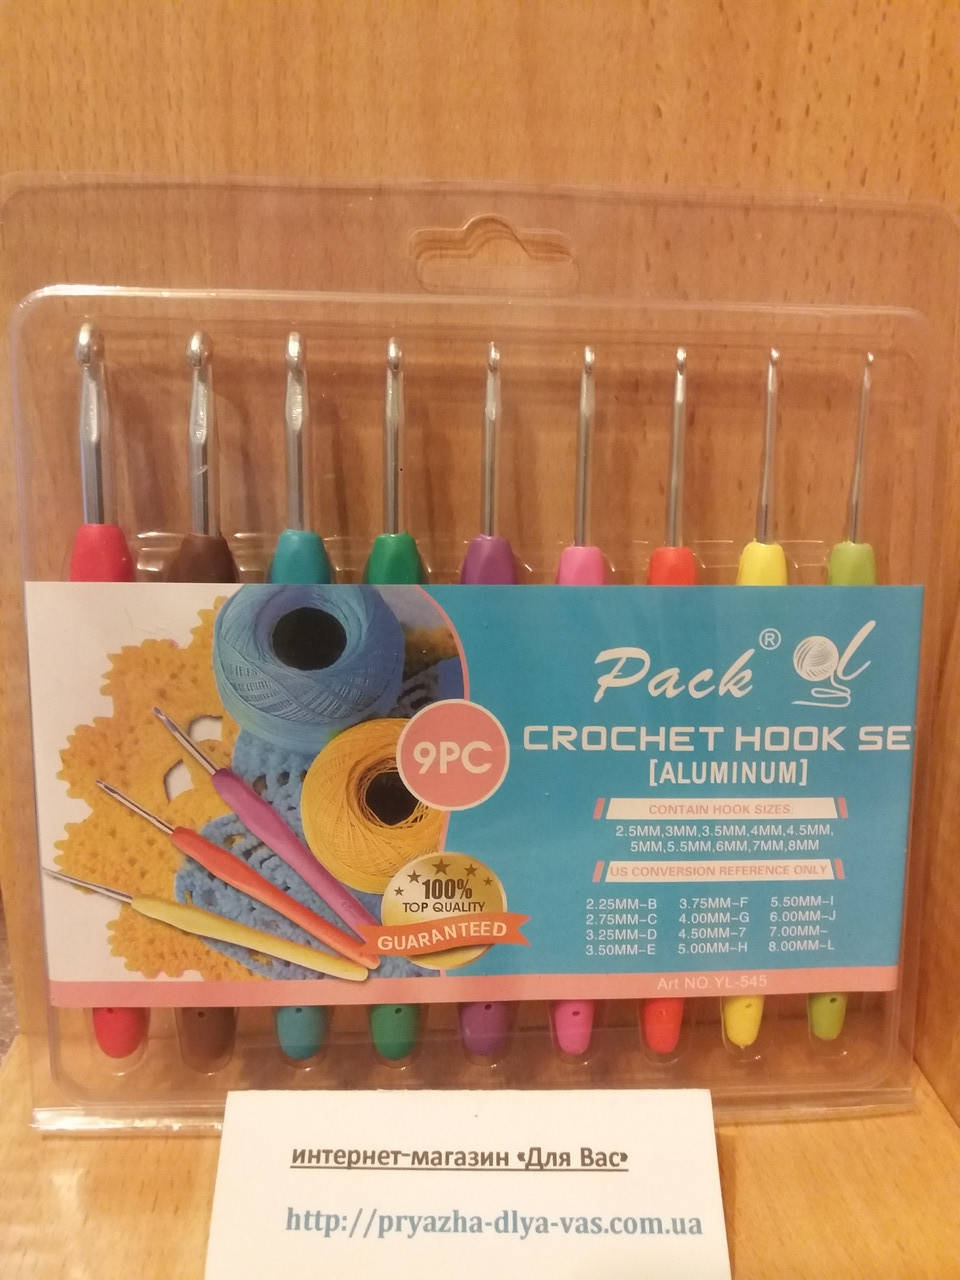 Pack ®
CROCHET HOOK SE
[ALUMINUM]
9PC
CONTAIN HOOK SIZES
2.5MM,3MM,3.5MM,4MM,4.5MM,
5MM,5.5MM,6MM,7MM,8MM
US CONVERSION REFERENCE ONLY
2.25MM-B 3.75MM-F 5.50MM-I
2.75MM-C 4.00MM-G 6.00MM-J
3.25MM-D 4.50MM-7 7.00MM-
3.50MM-E 5.00MM-H 8.00MM-L
100%
TOP QUALITY
GUARANTEED
Art NO.YL-545
интернет-магазин «Для Вас»
http://pryazha-dlya-vas.com.ua